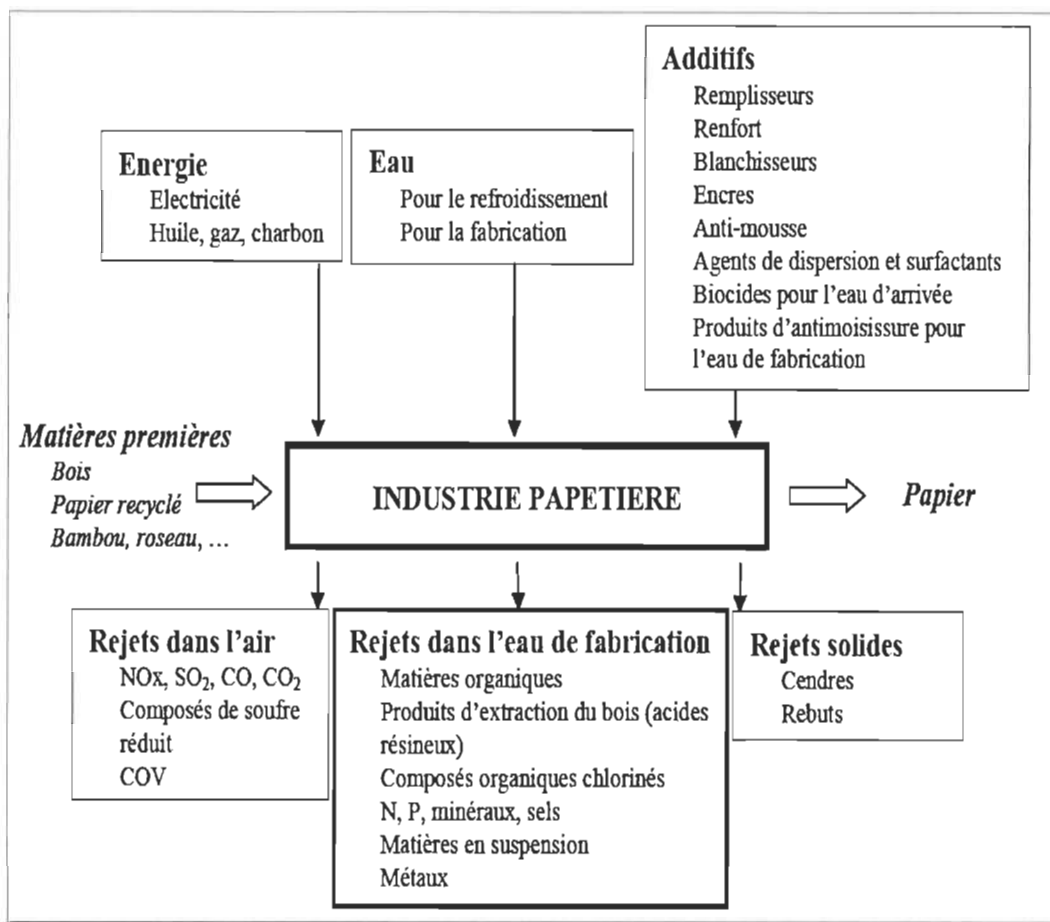 Additifs
Remplisseurs
Renfort
Blanchisseurs
Encres
Anti-mousse
Agents de dispersion et surfactants
Biocides pour l'eau d'arrivée
Produits d'antimoisissure pour
l'eau de fabrication
Energie
Electricité
Huile, gaz, charbon
Eau
Pour le refroidissement
Pour la fabrication
Matières premières
Bois
Papier recyclé
Bambou, roseau, …
INDUSTRIE PAPETIERE
Papier
Rejets dans l'air
NOx, SO₂, CO, CO₂
Composés de soufre
réduit
COV
Rejets dans l'eau de fabrication
Matières organiques
Produits d'extraction du bois (acides
résineux)
Composés organiques chlorinés
N, P, minéraux, sels
Matières en suspension
Métaux
Rejets solides
Cendres
Rebuts